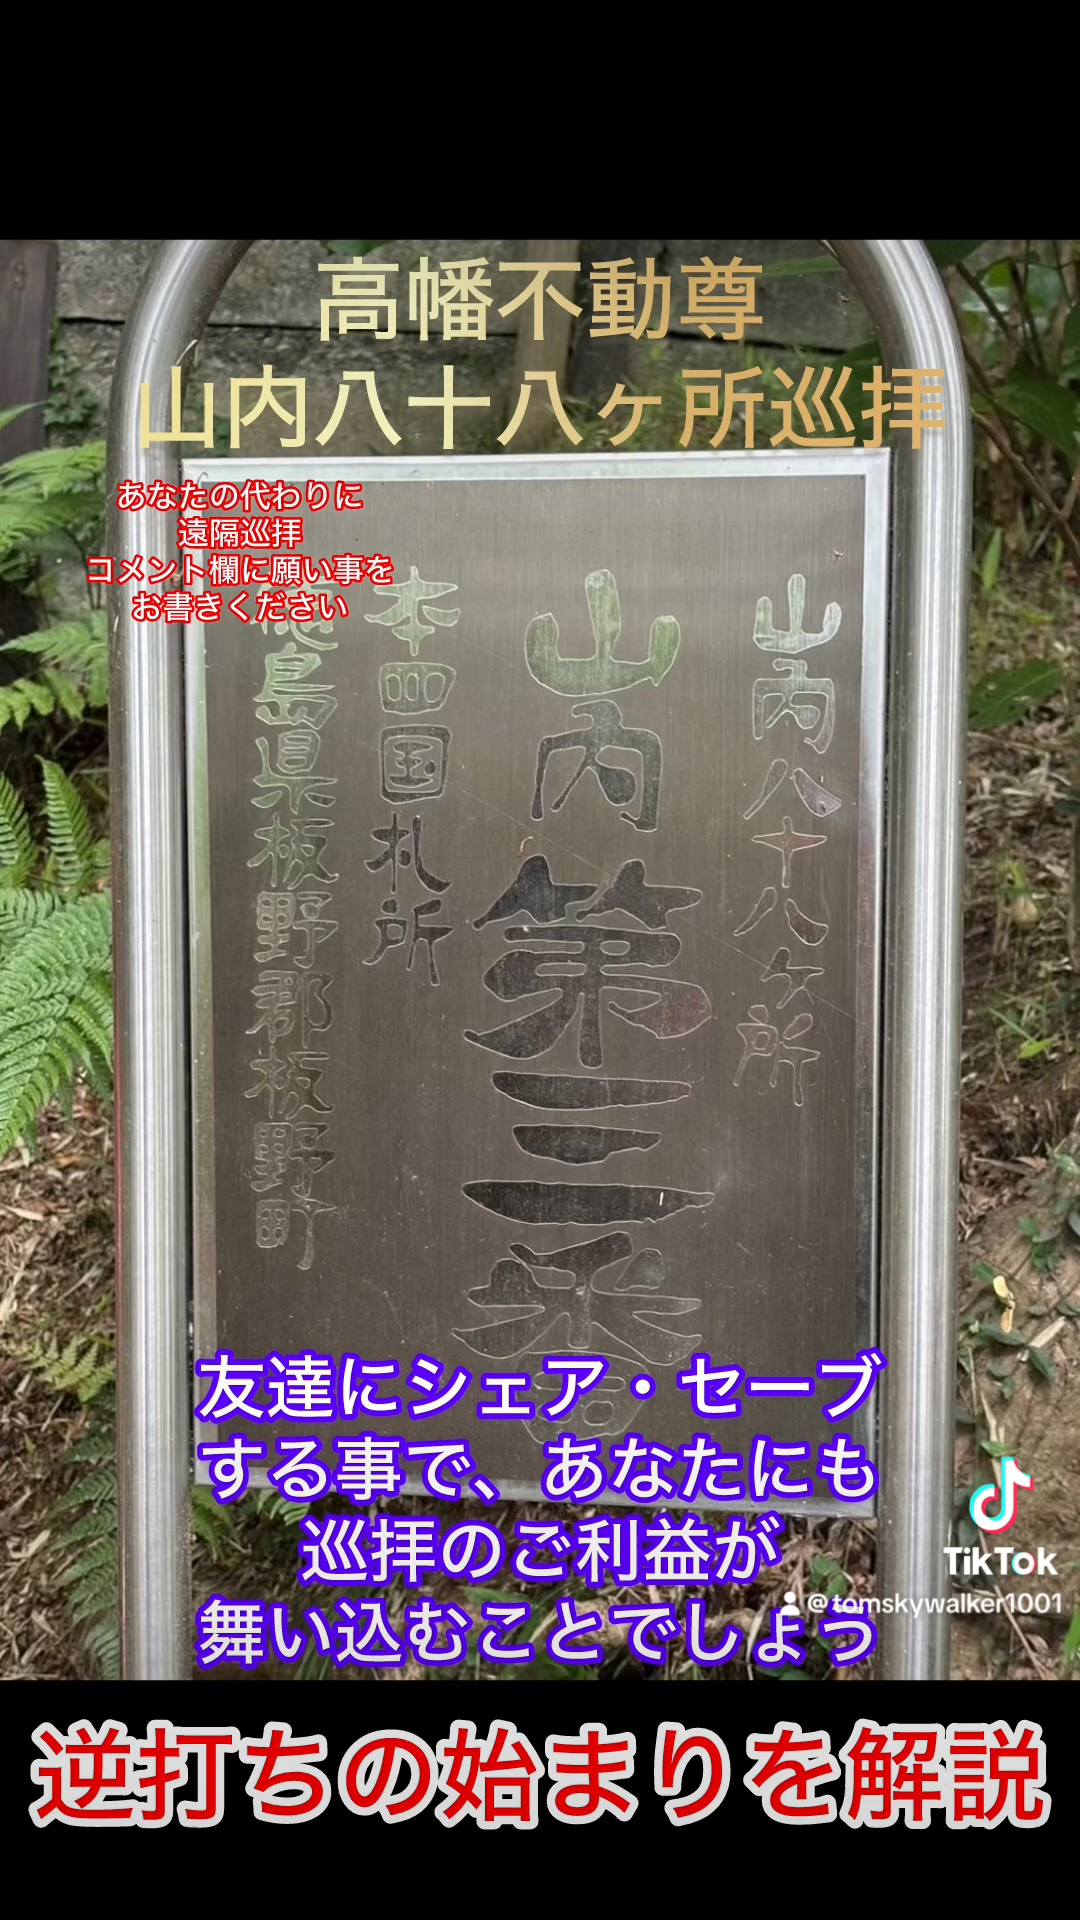 高幡不動尊
山内八十八ヶ所巡拝
あなたの代わりに
遠隔巡拝
コメント欄に願い事を
お書きください
山内八十八ヶ所
山内第三番
本四国札所
徳島県板野郡板野町
友達にシェア・セーブ
する事で、あなたにも
巡拝のご利益が
舞い込むことでしょう
TikTok
@tomskywalker1001
逆打ちの始まりを解説